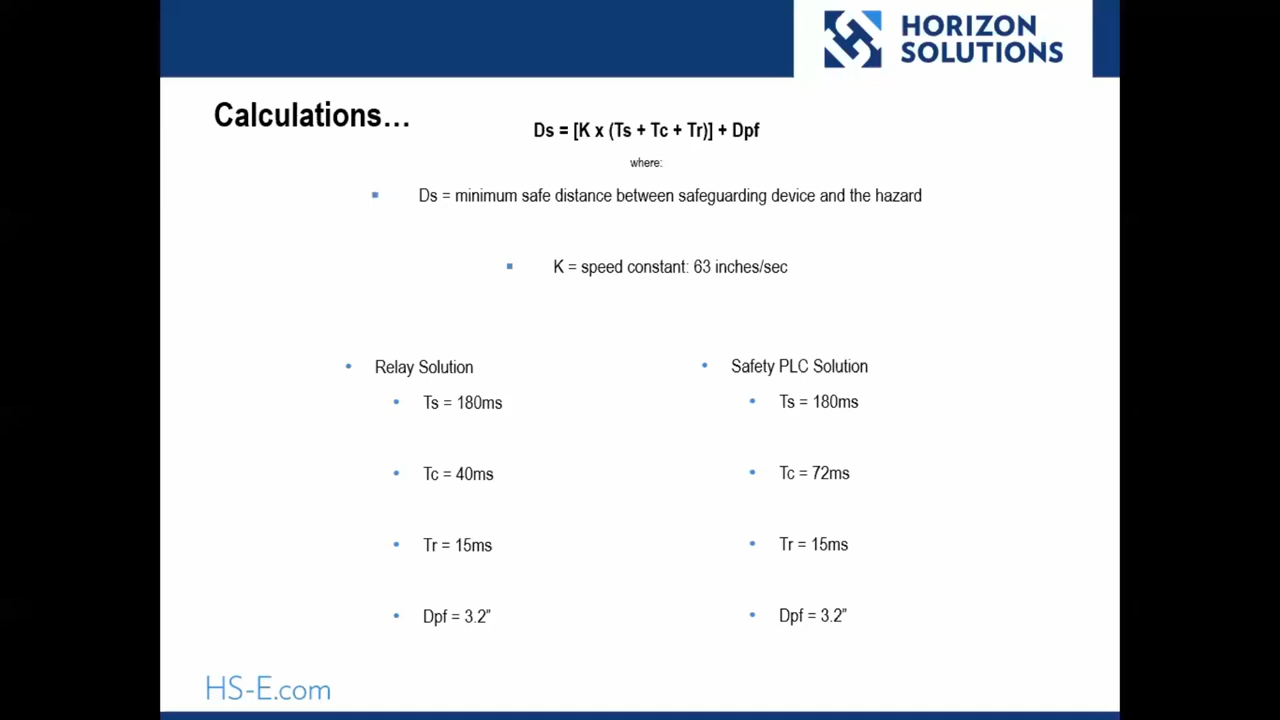 HORIZON
SOLUTIONS
Calculations…
Ds = [K x (Ts + Tc + Tr)] + Dpf
where:
Ds = minimum safe distance between safeguarding device and the hazard
K = speed constant: 63 inches/sec
Relay Solution
Ts = 180ms
Tc = 40ms
Tr = 15ms
Dpf = 3.2”
Safety PLC Solution
Ts = 180ms
Tc = 72ms
Tr = 15ms
Dpf = 3.2”
HS-E.com